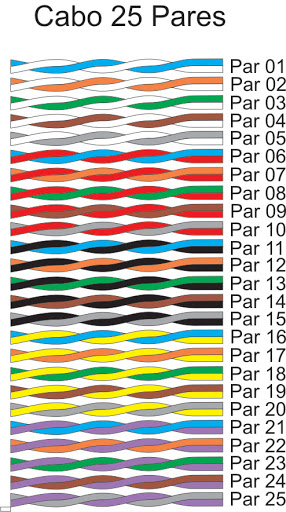 Cabo 25 Pares
Par 01
Par 02
Par 03
Par 04
Par 05
Par 06
Par 07
Par 08
Par 09
Par 10
Par 11
Par 12
Par 13
Par 14
Par 15
Par 16
Par 17
Par 18
Par 19
Par 20
Par 21
Par 22
Par 23
Par 24
Par 25